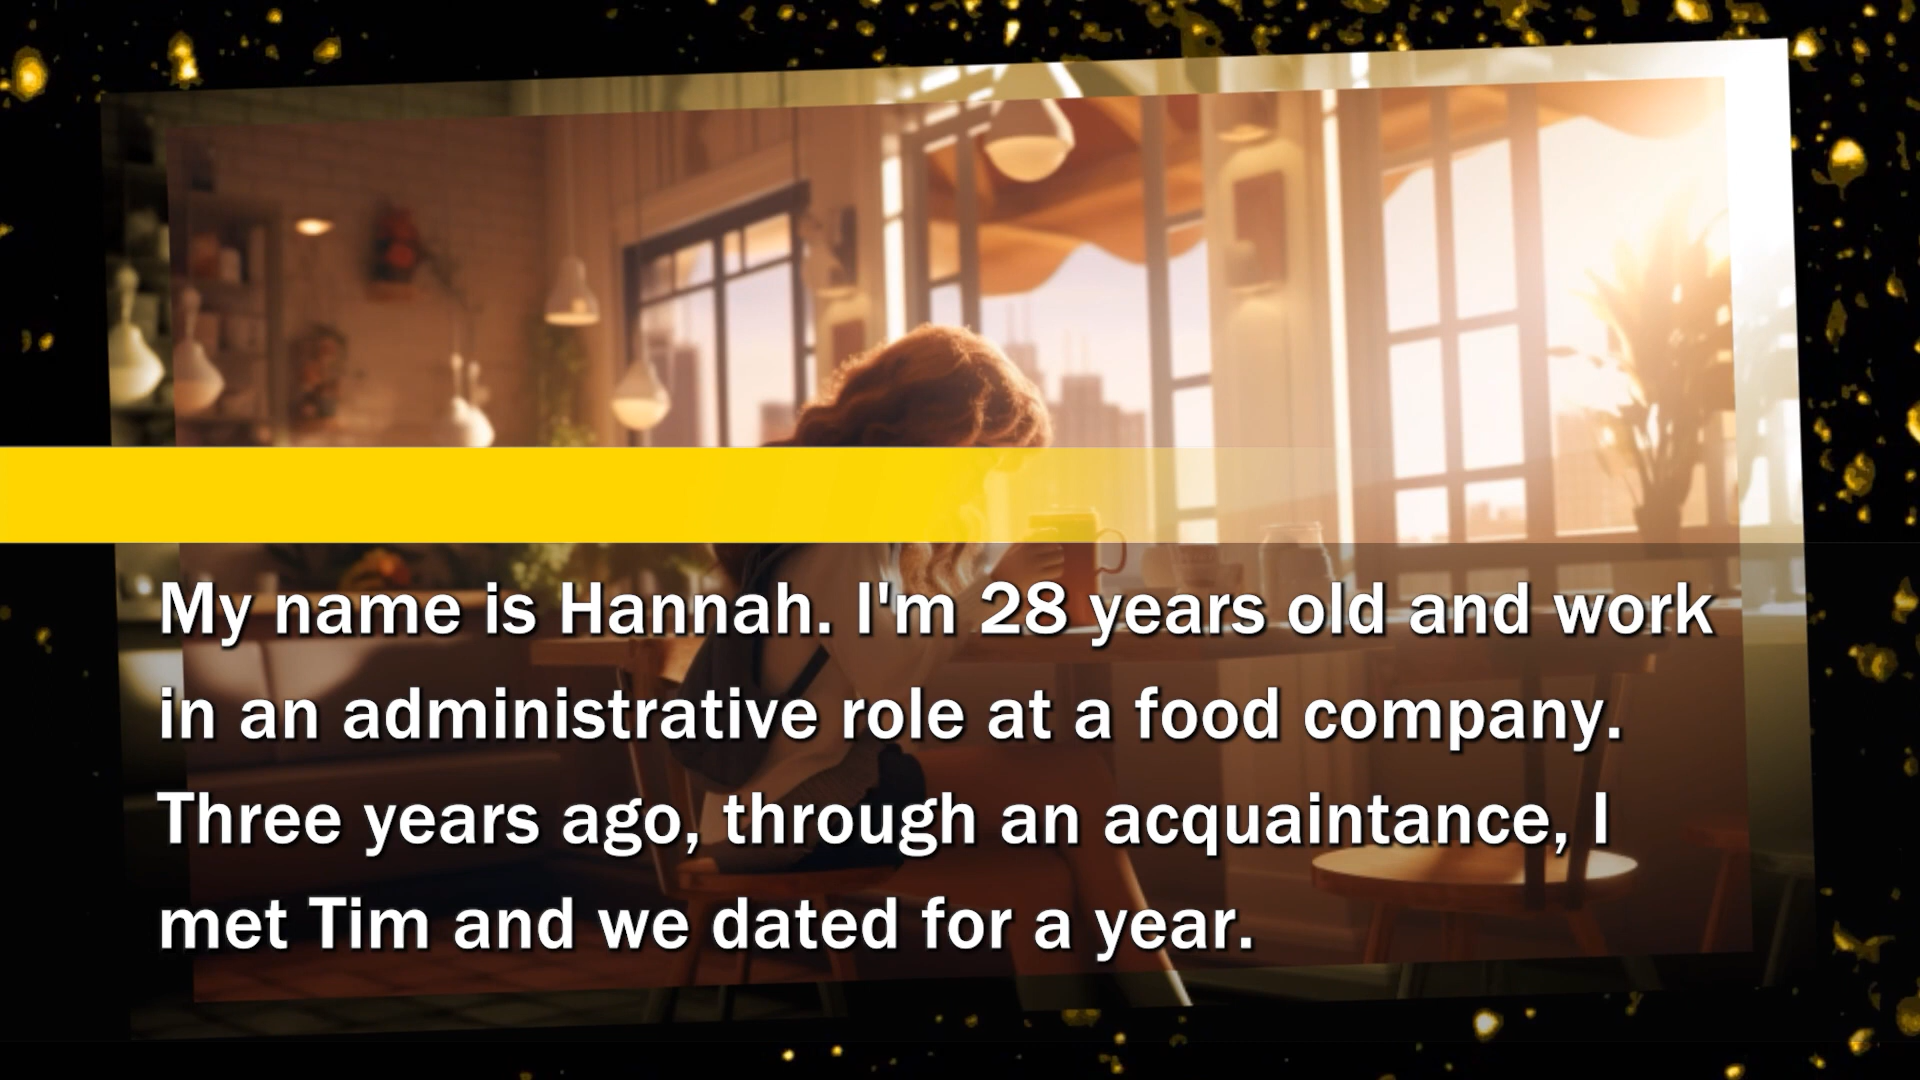 My name is Hannah. I'm 28 years old and work
in an administrative role at a food company.
Three years ago, through an acquaintance, I
met Tim and we dated for a year.